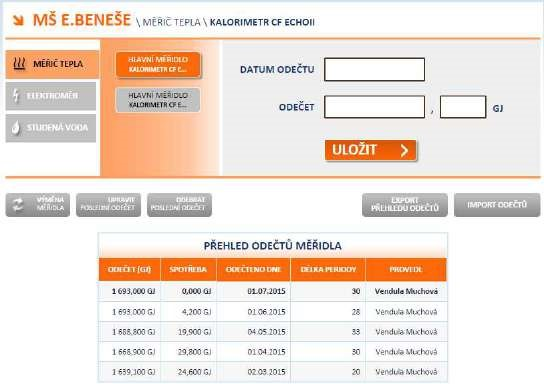 MŠ E.BENEŠE \ MĚŘIČ TEPLA \ KALORIMETR CF ECHOII
MĚŘIČ TEPLA
ELEKTROMĚR
STUDENÁ VODA
HLAVNÍ MĚŘIDLO
KALORIMETR CF E...
HLAVNÍ MĚŘIDLO
KALORIMETR CF E...
DATUM ODEČTU
ODEČET , GJ
ULOŽIT
VÝMĚNA
MĚŘIDLA
UPRAVIT
POSLEDNÍ ODEČET
ODEBRAT
POSLEDNÍ ODEČET
EXPORT
PŘEHLEDU ODEČTŮ
IMPORT ODEČTŮ
PŘEHLED ODEČTŮ MĚŘIDLA
ODEČET (GJ) SPOTŘEBA ODEČTENO DNE DÉLKA PERIODY PROVEDL
1 693,000 GJ 0,000 GJ 01.07.2015 30 Vendula Muchová
1 693,000 GJ 4,200 GJ 01.06.2015 28 Vendula Muchová
1 688,800 GJ 19,900 GJ 04.05.2015 33 Vendula Muchová
1 668,900 GJ 29,800 GJ 01.04.2015 30 Vendula Muchová
1 639,100 GJ 24,600 GJ 02.03.2015 20 Vendula Muchová